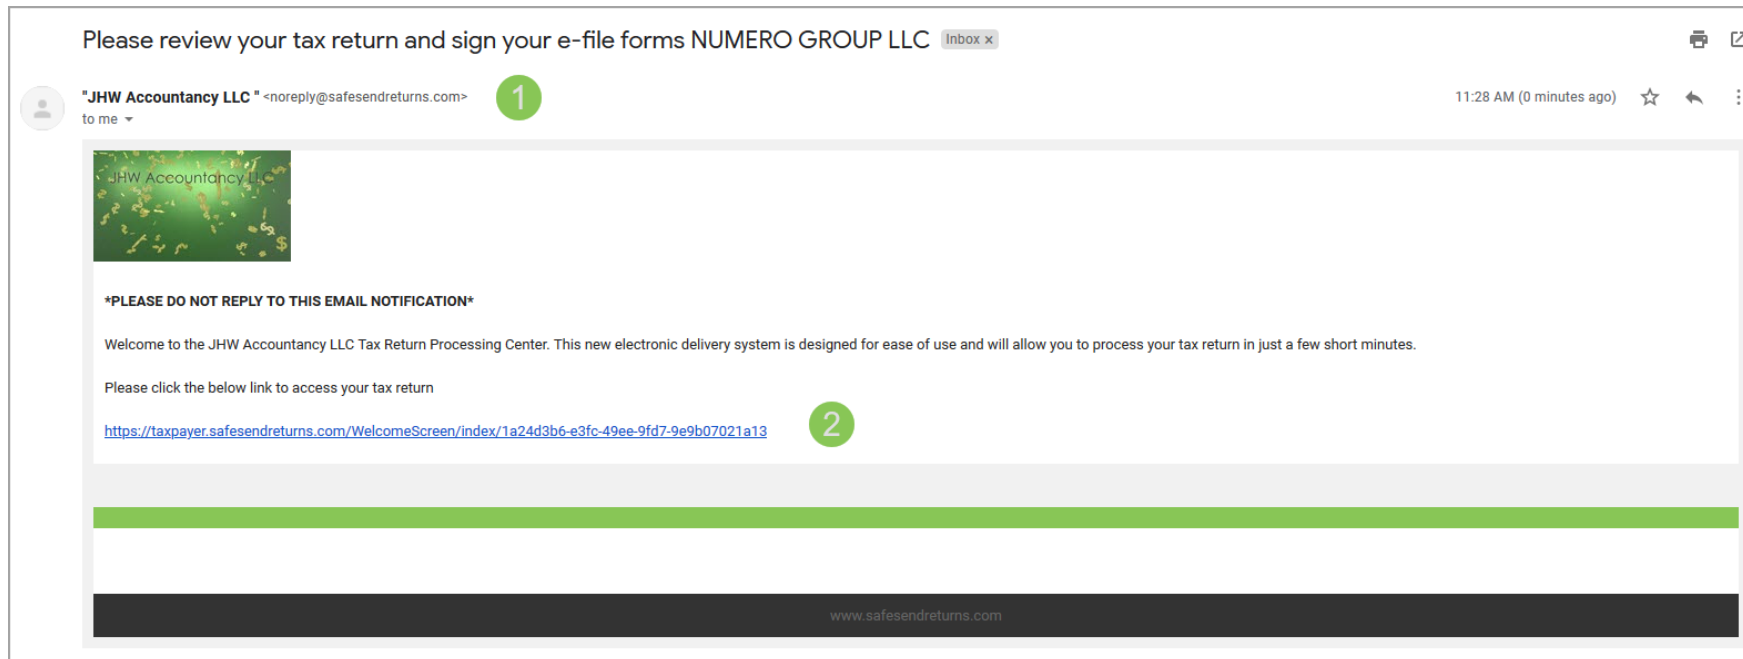 Please review your tax return and sign your e-file forms NUMERO GROUP LLC Inbox x
"JHW Accountancy LLC " <noreply@safesendreturns.com> 1 11:28 AM (0 minutes ago)
to me
JHW Accountancy LLC
*PLEASE DO NOT REPLY TO THIS EMAIL NOTIFICATION*
Welcome to the JHW Accountancy LLC Tax Return Processing Center. This new electronic delivery system is designed for ease of use and will allow you to process your tax return in just a few short minutes.
Please click the below link to access your tax return
https://taxpayer.safesendreturns.com/WelcomeScreen/index/1a24d3b6-e3fc-49ee-9fd7-9e9b07021a13 2
www.safesendreturns.com